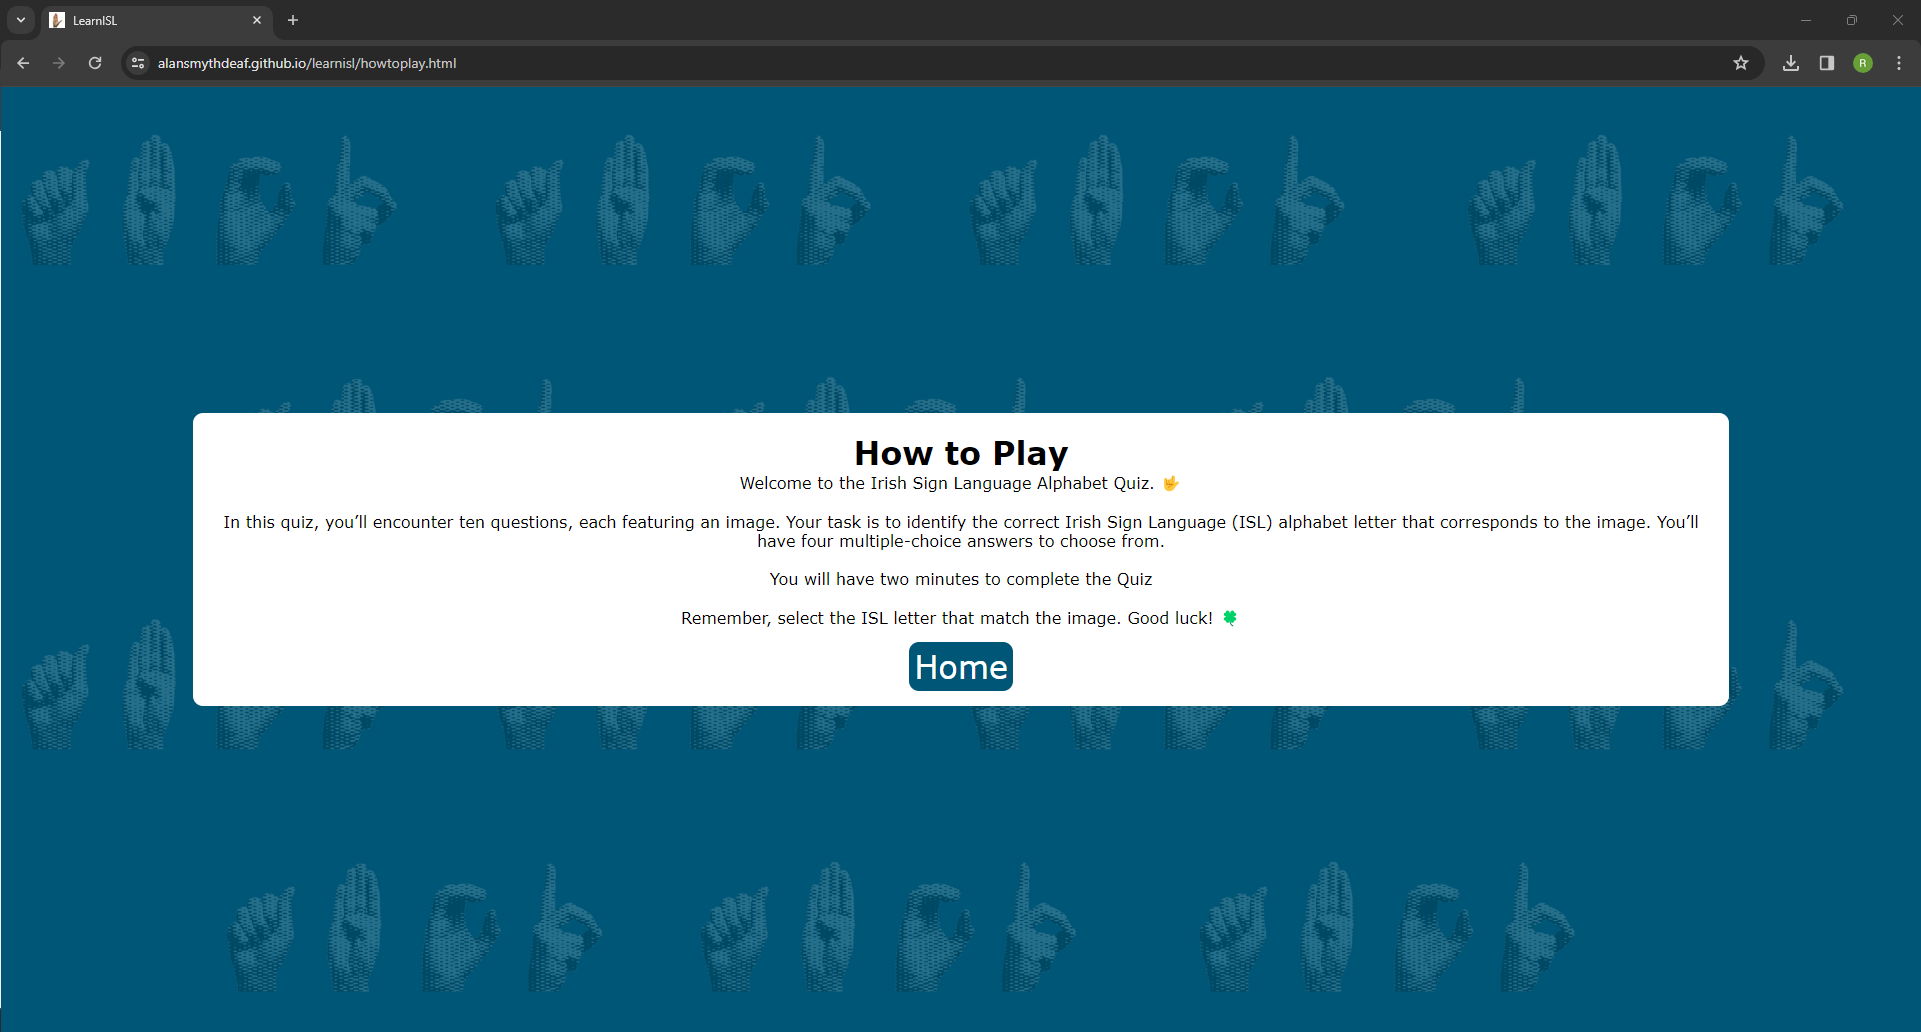 LearnISL
alansmythdeaf.github.io/learnisl/howtoplay.html
R
How to Play
Welcome to the Irish Sign Language Alphabet Quiz. 🤟
In this quiz, you’ll encounter ten questions, each featuring an image. Your task is to identify the correct Irish Sign Language (ISL) alphabet letter that corresponds to the image. You’ll
have four multiple-choice answers to choose from.
You will have two minutes to complete the Quiz
Remember, select the ISL letter that match the image. Good luck! 🍀
Home